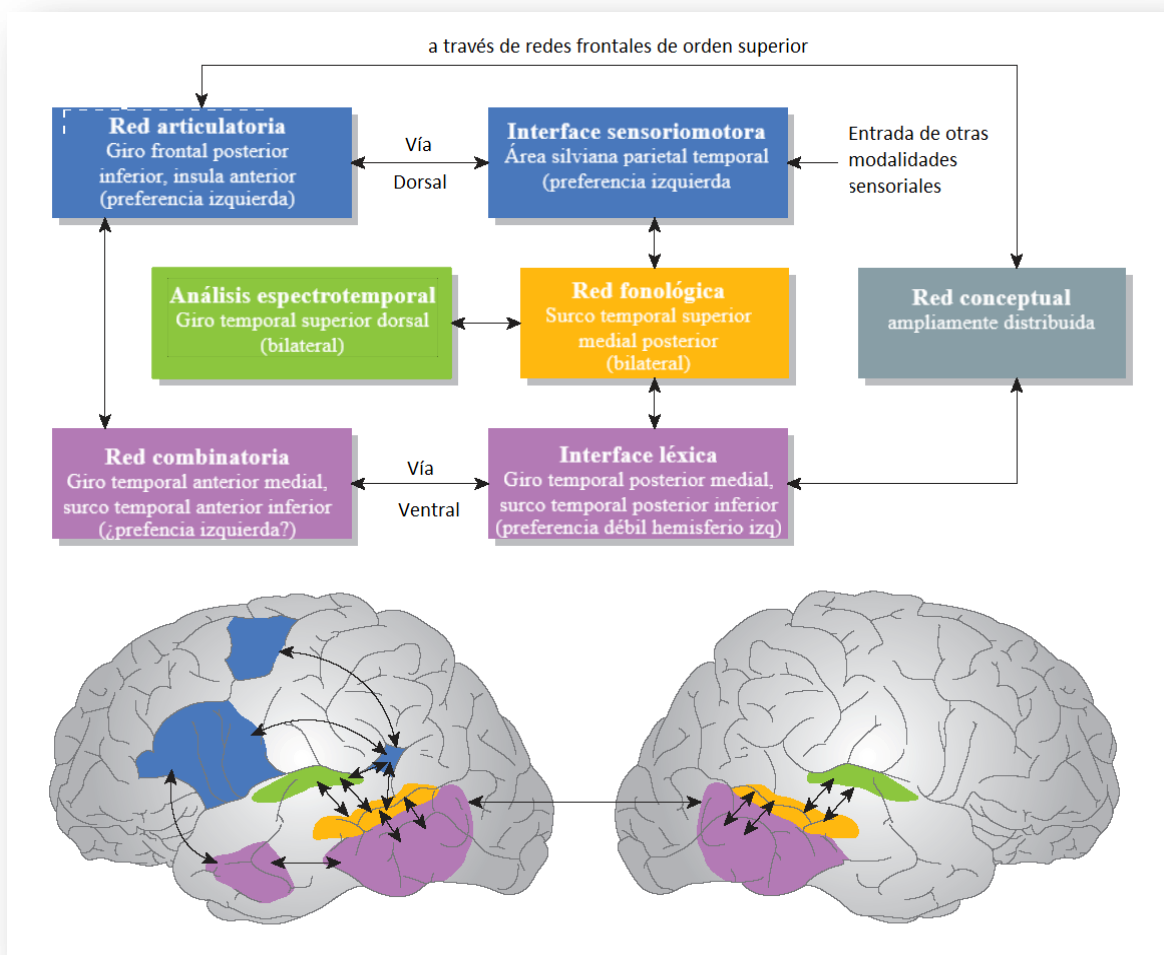 a través de redes frontales de orden superior
Red articulatoria
Giro frontal posterior
inferior, insula anterior
(preferencia izquierda)
Vía
Dorsal
Interface sensoriomotora
Área silviana parietal temporal
(preferencia izquierda
Entrada de otras
modalidades
sensoriales
Análisis espectrotemporal
Giro temporal superior dorsal
(bilateral)
Red fonológica
Surco temporal superior
medial posterior
(bilateral)
Red conceptual
ampliamente distribuida
Red combinatoria
Giro temporal anterior medial,
surco temporal anterior inferior
(¿prefencia izquierda?)
Vía
Ventral
Interface léxica
Giro temporal posterior medial,
surco temporal posterior inferior
(preferencia débil hemisferio izq)